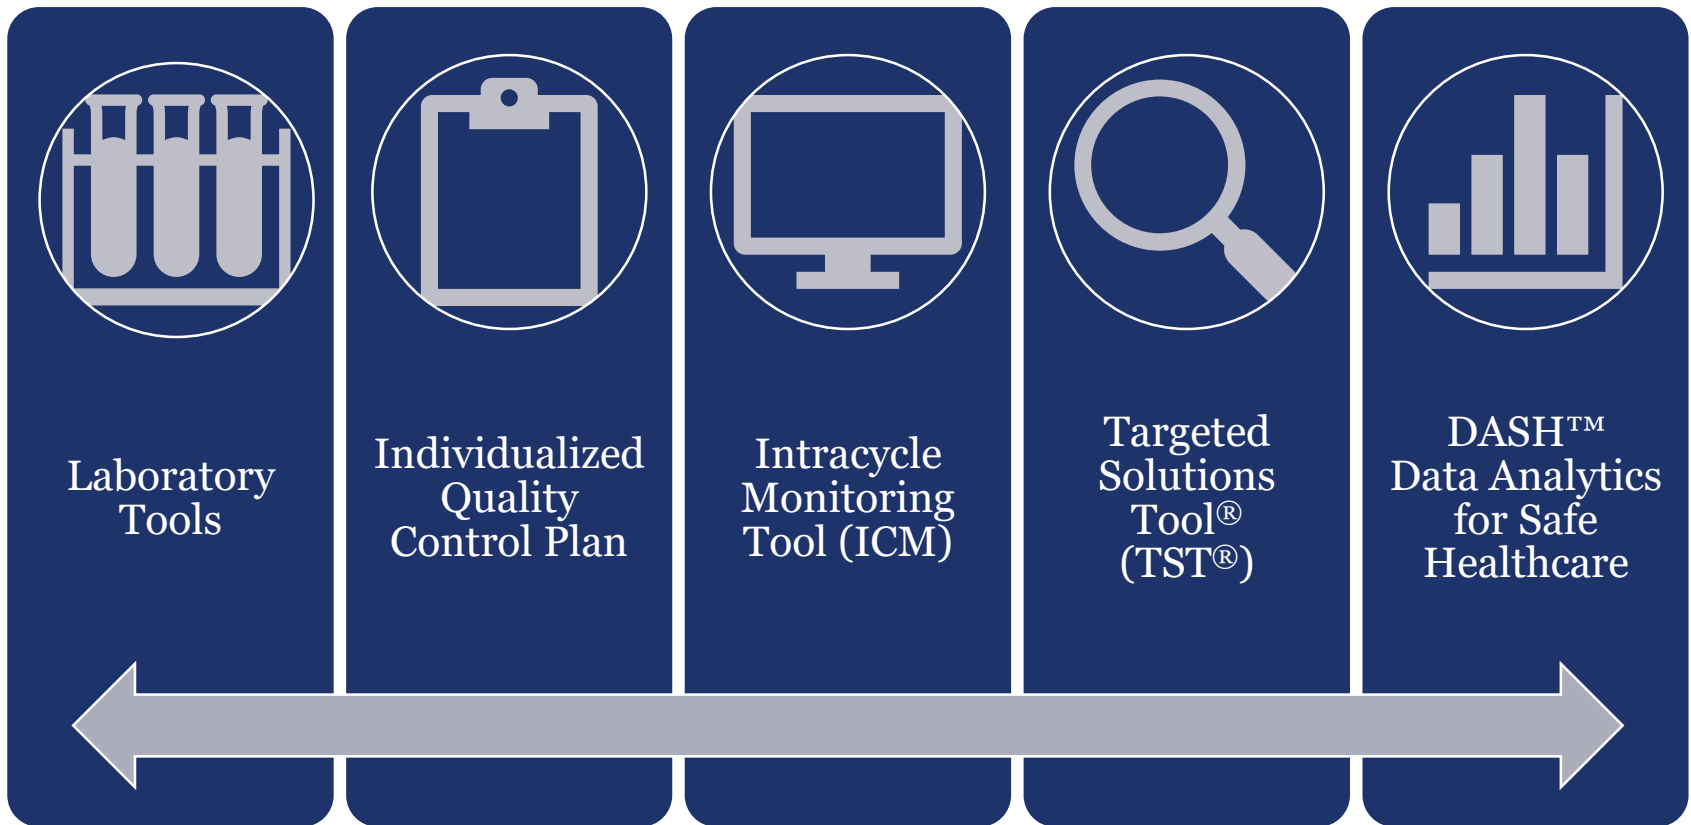 Laboratory
Tools
Individualized
Quality
Control Plan
Intracycle
Monitoring
Tool (ICM)
Targeted
Solutions
Tool®
(TST®)
DASH™
Data Analytics
for Safe
Healthcare